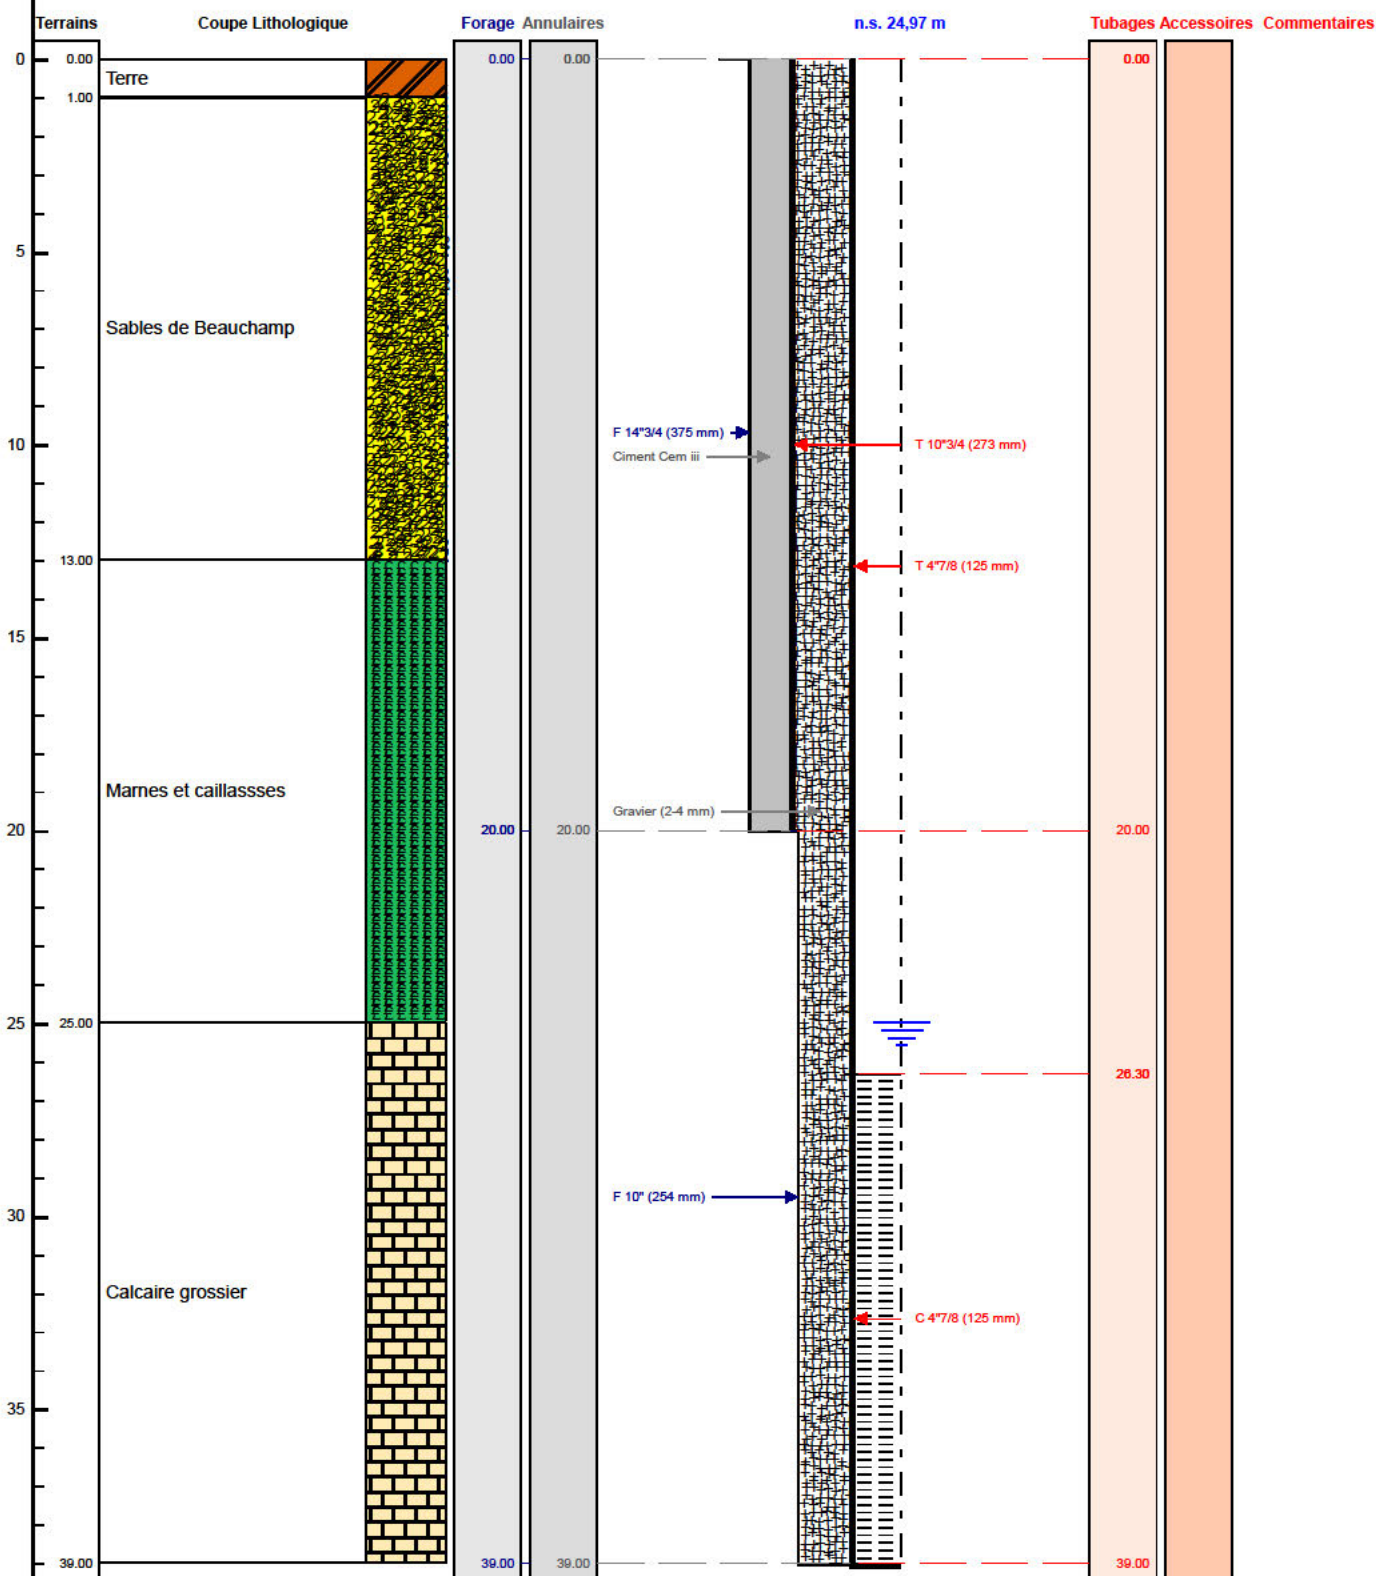 Terrains Coupe Lithologique Forage Annulaires n.s. 24,97 m Tubages Accessoires Commentaires
0 0.00 0.00 0.00 0.00
Terre
1.00
5
Sables de Beauchamp
F 14"3/4 (375 mm)
10 T 10"3/4 (273 mm)
Ciment Cem iii
13.00
T 4"7/8 (125 mm)
15
Marnes et caillassses
Gravier (2-4 mm)
20 20.00 20.00 20.00
25 25.00
26.30
F 10" (254 mm)
30
Calcaire grossier
C 4"7/8 (125 mm)
35
39.00 39.00 39.00 39.00